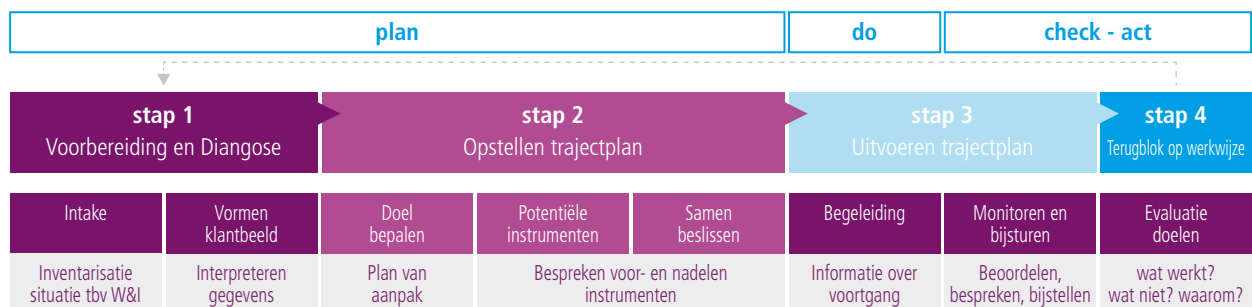 plan
do
check - act
stap 1
Voorbereiding en Diangose
stap 2
Opstellen trajectplan
stap 3
Uitvoeren trajectplan
stap 4
Terugblok op werkwijze
Intake
Vormen
klantbeeld
Doel
bepalen
Potentiële
instrumenten
Samen
beslissen
Begeleiding
Monitoren en
bijsturen
Evaluatie
doelen
Inventarisatie
situatie tbv W&I
Interpreteren
gegevens
Plan van
aanpak
Bespreken voor- en nadelen
instrumenten
Informatie over
voortgang
Beoordelen,
bespreken, bijstellen
wat werkt?
wat niet? waarom?